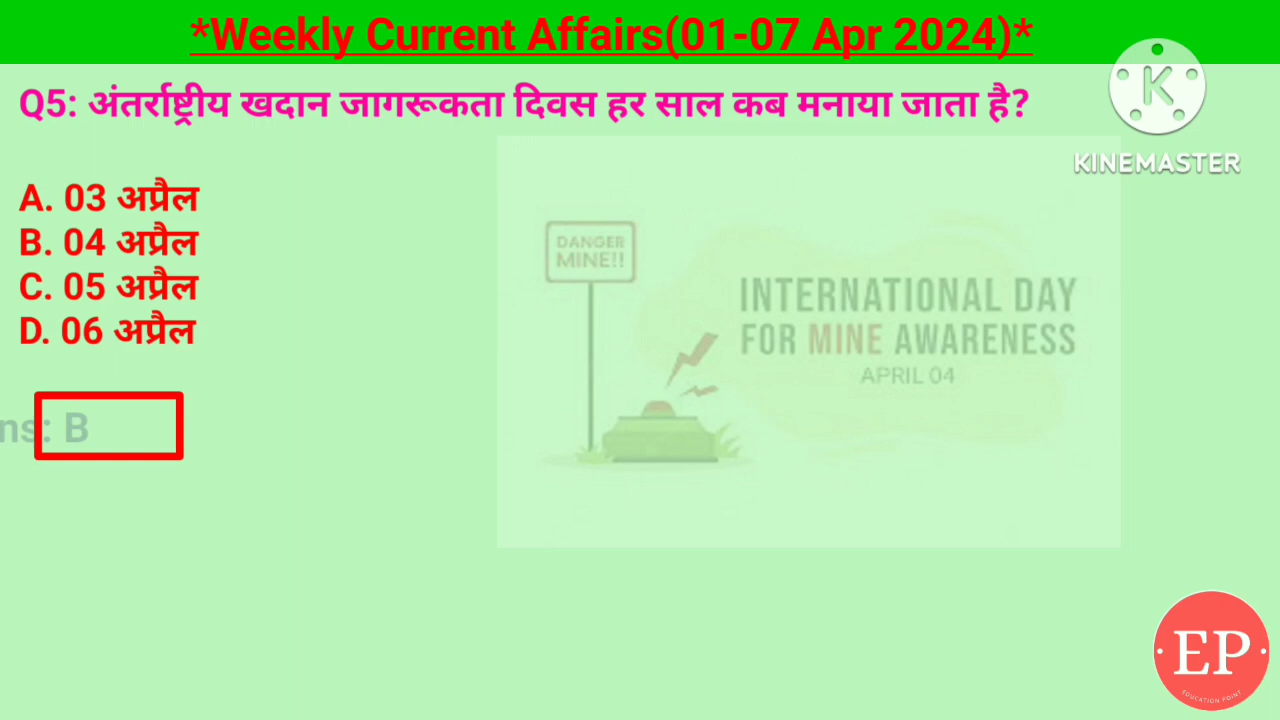 *Weekly Current Affairs(01-07 Apr 2024)*
Q5: अंतर्राष्ट्रीय खदान जागरूकता दिवस हर साल कब मनाया जाता है?
K
KINEMASTER
A. 03 अप्रैल
B. 04 अप्रैल
C. 05 अप्रैल
D. 06 अप्रैल
DANGER
MINE!!
INTERNATIONAL DAY
FOR MINE AWARENESS
APRIL 04
ns: B
EP
EDUCATION POINT